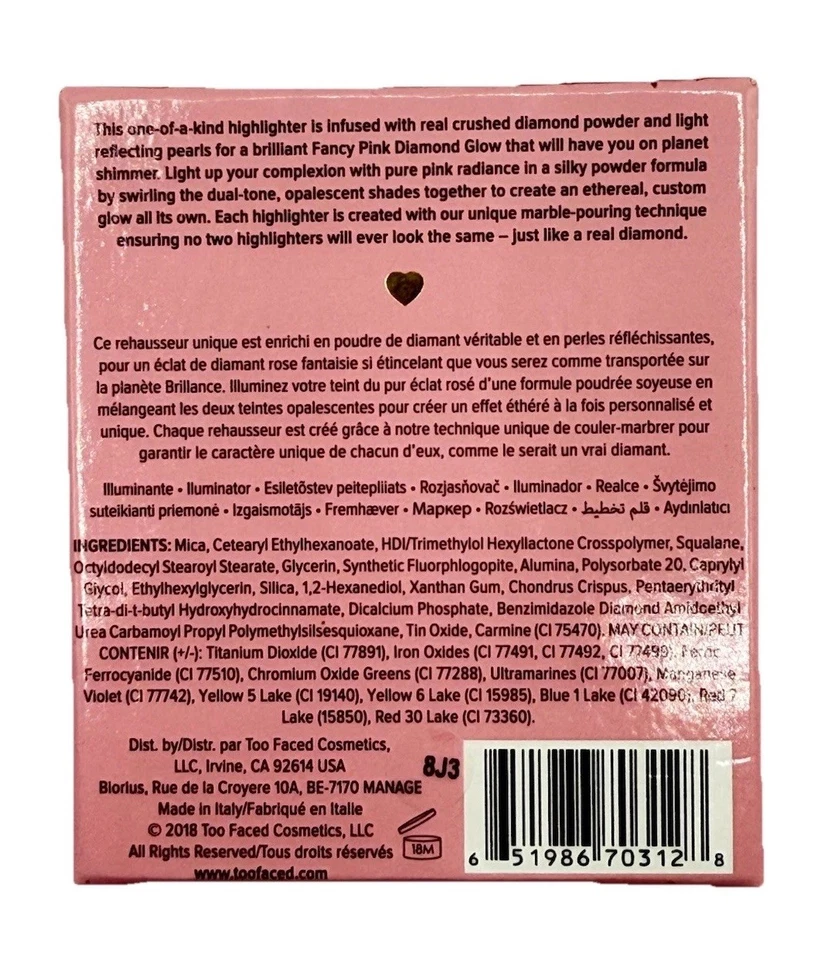 This one-of-a-kind highlighter is infused with real crushed diamond powder and light
reflecting pearls for a brilliant Fancy Pink Diamond Glow that will have you on planet
shimmer. Light up your complexion with pure pink radiance in a silky powder formula
by swirling the dual-tone, opalescent shades together to create an ethereal, custom
glow all its own. Each highlighter is created with our unique marble-pouring technique
ensuring no two highlighters will ever look the same – just like a real diamond.
Ce rehausseur unique est enrichi en poudre de diamant véritable et en perles réfléchissantes,
pour un éclat de diamant rose fantaisie si étincelant que vous serez comme transportée sur
la planète Brillance. Illuminez votre teint du pur éclat rosé d'une formule poudrée soyeuse en
mélangeant les deux teintes opalescentes pour créer un effet éthéré à la fois personnalisé et
unique. Chaque rehausseur est créé grâce à notre technique unique de couler-marbrer pour
garantir le caractère unique de chacun d'eux, comme le serait un vrai diamant.
Illuminante • Iluminator • Esiletõstev peitepliiats • Rozjasňovač • Iluminador • Realce • Švytėjimo
suteikianti priemonė • Izgaismotājs • Fremhæver • Маркер • Rozświetlacz • قلم تخطيط • Aydınlatıcı
INGREDIENTS: Mica, Cetearyl Ethylhexanoate, HDI/Trimethylol Hexyllactone Crosspolymer, Squalane,
Octyldodecyl Stearoyl Stearate, Glycerin, Synthetic Fluorphlogopite, Alumina, Polysorbate 20, Caprylyl
Glycol, Ethylhexylglycerin, Silica, 1,2-Hexanediol, Xanthan Gum, Chondrus Crispus, Pentaerythrityl
Tetra-di-t-butyl Hydroxyhydrocinnamate, Dicalcium Phosphate, Benzimidazole Diamond Amidoethyl
Urea Carbamoyl Propyl Polymethylsilsesquioxane, Tin Oxide, Carmine (CI 75470). MAY CONTAIN/PEUT
CONTENIR (+/-): Titanium Dioxide (CI 77891), Iron Oxides (CI 77491, CI 77492, CI 77499), Ferric
Ferrocyanide (CI 77510), Chromium Oxide Greens (CI 77288), Ultramarines (CI 77007), Manganese
Violet (CI 77742), Yellow 5 Lake (CI 19140), Yellow 6 Lake (CI 15985), Blue 1 Lake (CI 42090), Red 7
Lake (15850), Red 30 Lake (CI 73360).
Dist. by/Distr. par Too Faced Cosmetics,
LLC, Irvine, CA 92614 USA
Biorius, Rue de la Croyere 10A, BE-7170 MANAGE
Made in Italy/Fabriqué en Italie
© 2018 Too Faced Cosmetics, LLC
All Rights Reserved/Tous droits réservés
www.toofaced.com
8J3
18M
6 51986 70312 8